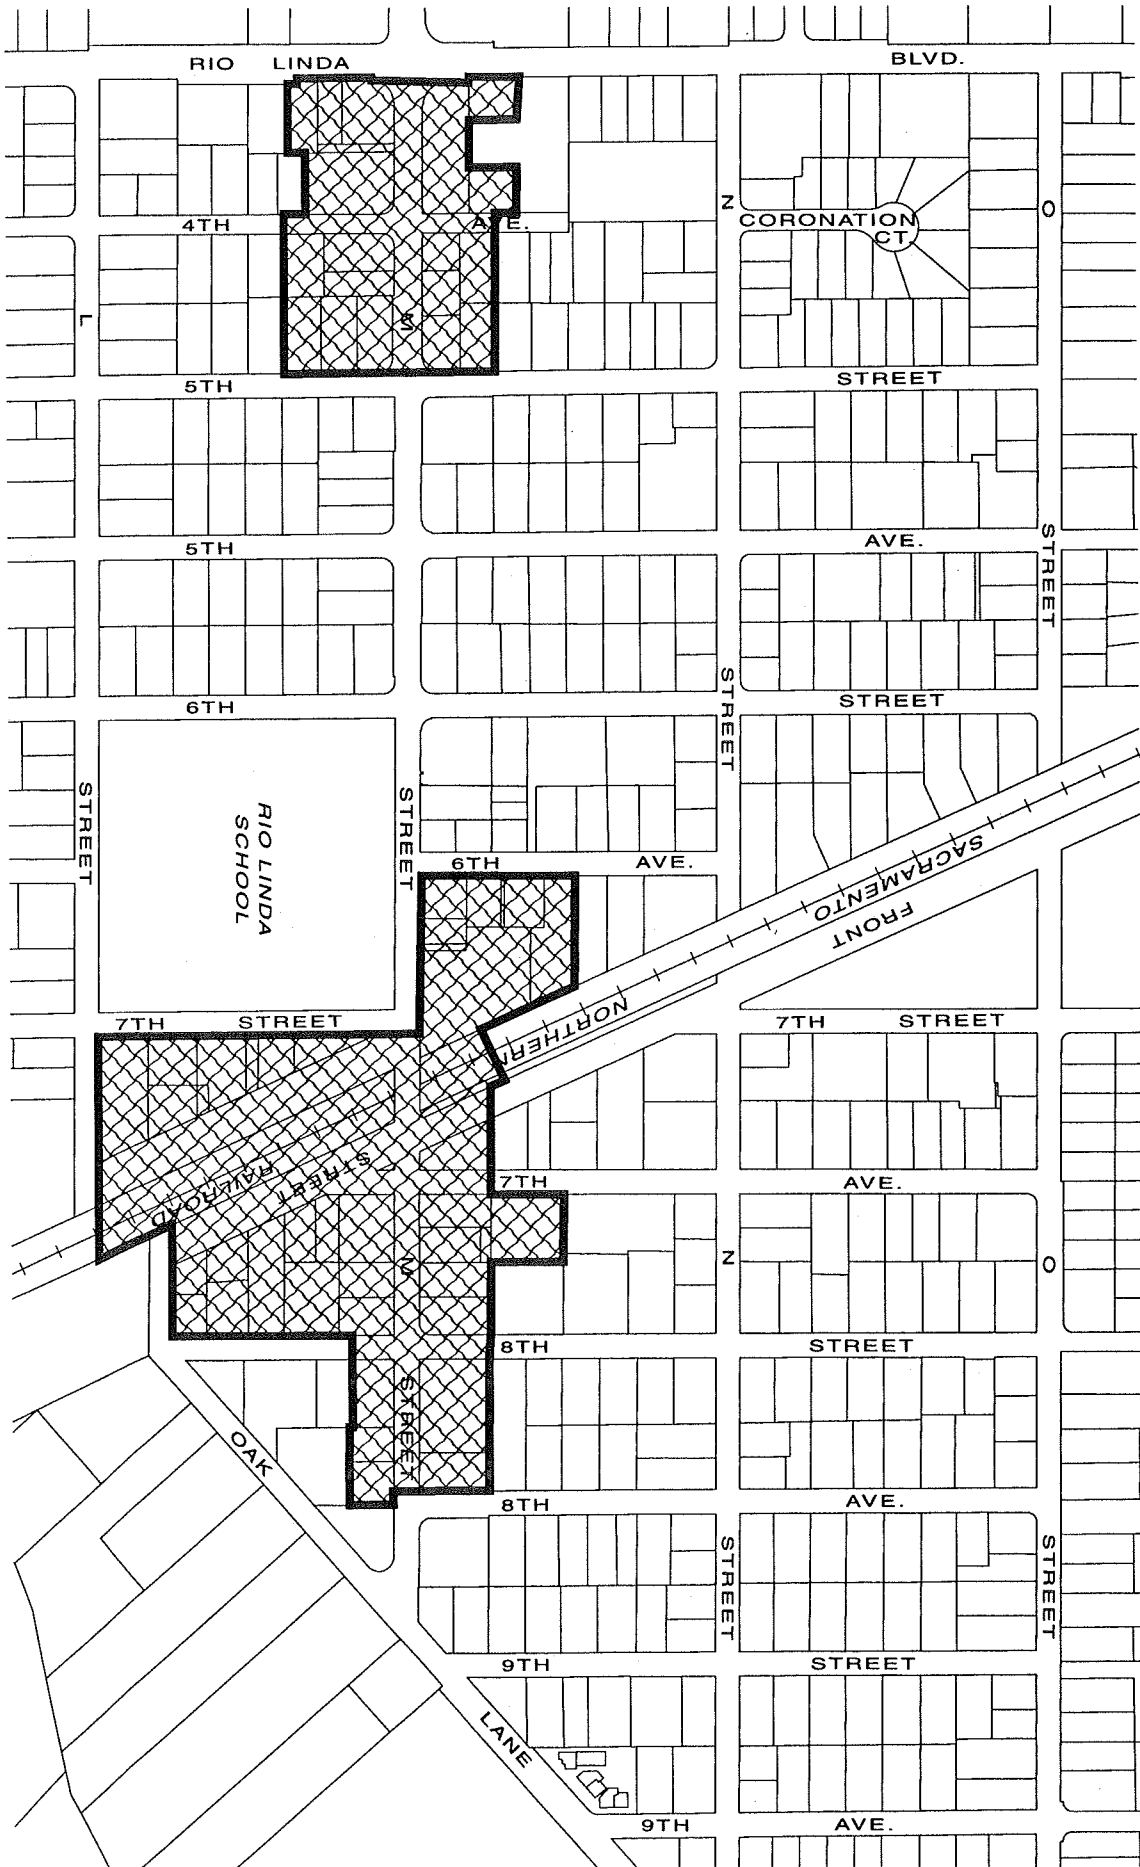 RIO LINDA BLVD.
N
CORONATION
CT.
O
4TH AVE.
L
M
5TH STREET
5TH AVE.
STREET
6TH STREET
STREET
STREET
STREET
RIO LINDA
SCHOOL
6TH AVE.
SACRAMENTO
FRONT
NORTHERN
7TH STREET
7TH STREET
STREET
RAILROAD
7TH AVE.
M
N
O
8TH STREET
STREET
OAK
8TH AVE.
STREET
STREET
9TH STREET
LANE
9TH AVE.